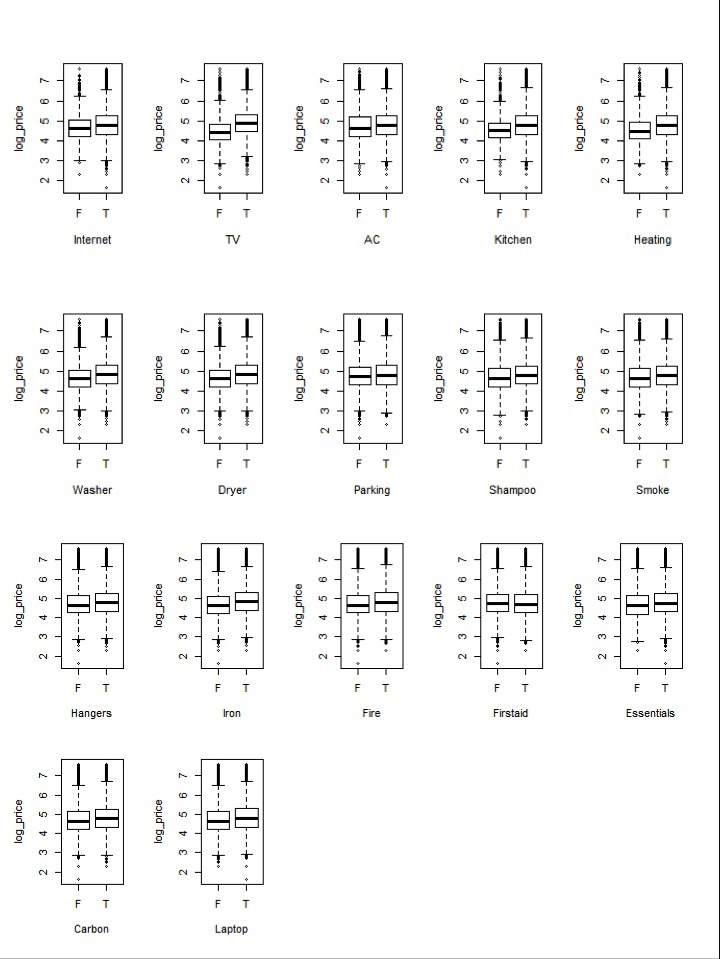 log_price 2 3 4 5 6 7 F T Internet
log_price 2 3 4 5 6 7 F T TV
log_price 2 3 4 5 6 7 F T AC
log_price 2 3 4 5 6 7 F T Kitchen
log_price 2 3 4 5 6 7 F T Heating
log_price 2 3 4 5 6 7 F T Washer
log_price 2 3 4 5 6 7 F T Dryer
log_price 2 3 4 5 6 7 F T Parking
log_price 2 3 4 5 6 7 F T Shampoo
log_price 2 3 4 5 6 7 F T Smoke
log_price 2 3 4 5 6 7 F T Hangers
log_price 2 3 4 5 6 7 F T Iron
log_price 2 3 4 5 6 7 F T Fire
log_price 2 3 4 5 6 7 F T Firstaid
log_price 2 3 4 5 6 7 F T Essentials
log_price 2 3 4 5 6 7 F T Carbon
log_price 2 3 4 5 6 7 F T Laptop